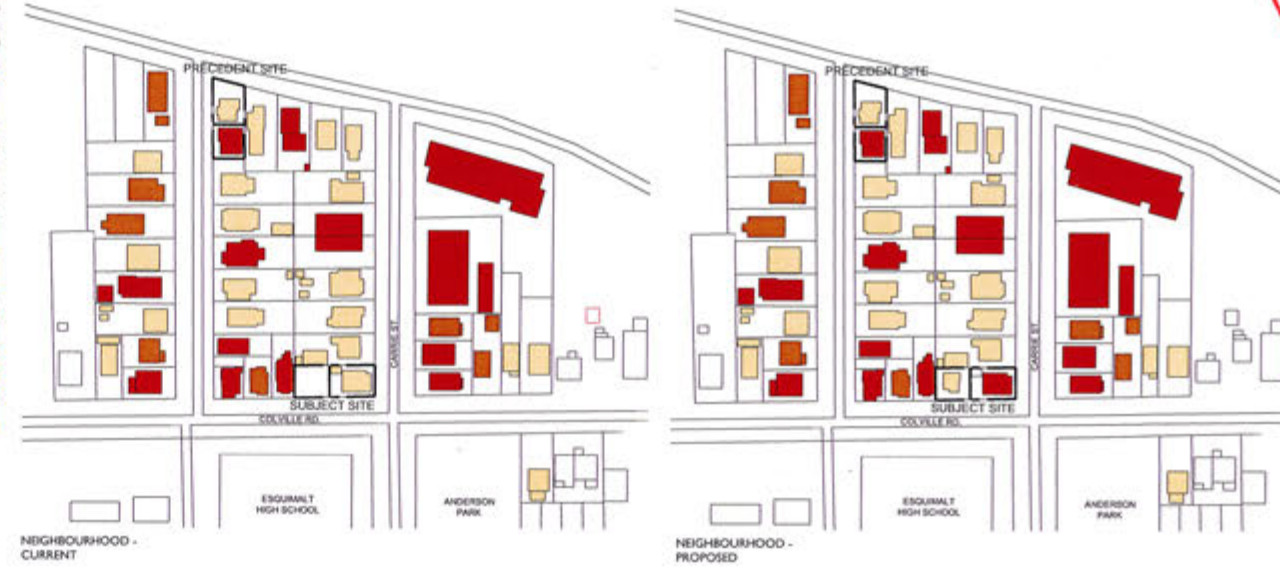 PRECEDENT SITE
CARRIE ST
SUBJECT SITE
COLVILLE RD.
ESQUIMALT
HIGH SCHOOL
ANDERSON
PARK
NEIGHBOURHOOD -
CURRENT
PRECEDENT SITE
CARRIE ST
SUBJECT SITE
COLVILLE RD.
ESQUIMALT
HIGH SCHOOL
ANDERSON
PARK
NEIGHBOURHOOD -
PROPOSED